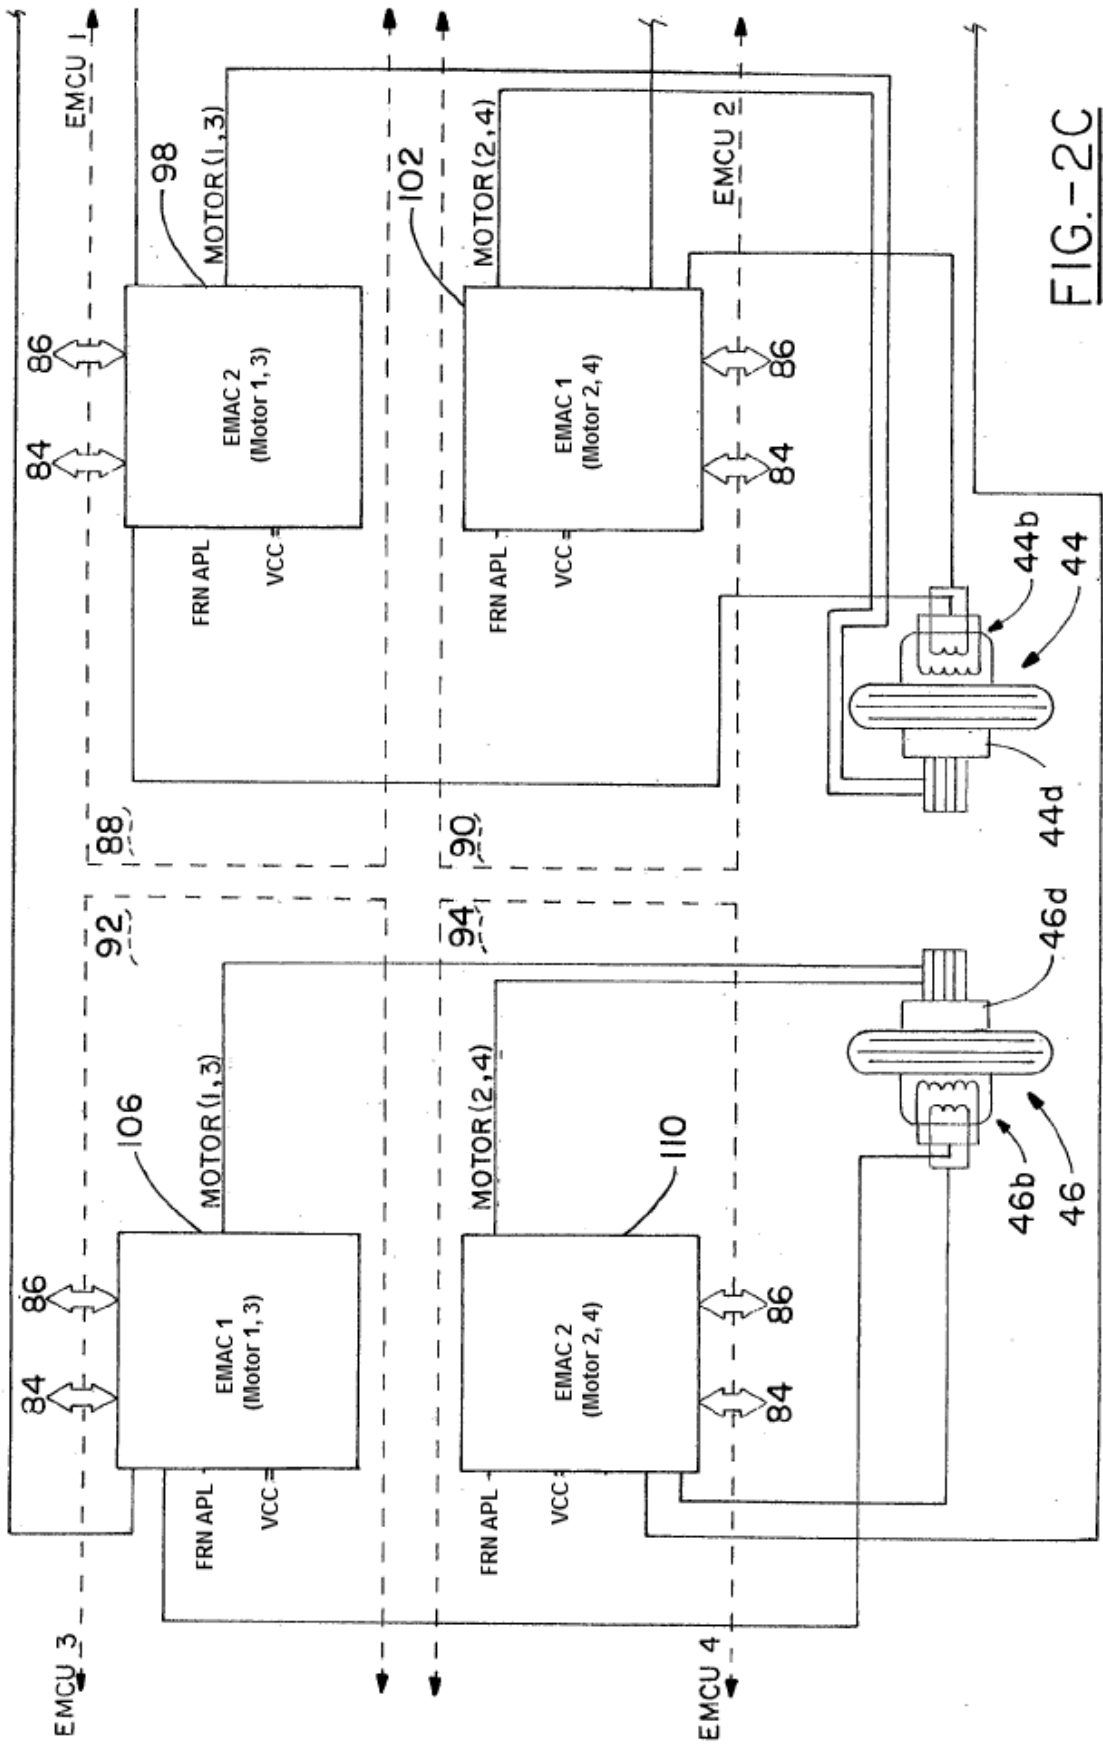 EMCU 1
86
84
98
MOTOR (1,3)
EMAC 2
(Motor 1, 3)
FRN APL
VCC
88
102
MOTOR (2,4)
EMAC 1
(Motor 2, 4)
FRN APL
VCC
90
EMCU 2
86
84
44b
44
44d
EMCU 3
86
84
106
MOTOR (1,3)
EMAC 1
(Motor 1, 3)
FRN APL
VCC
92
110
MOTOR (2,4)
EMAC 2
(Motor 2, 4)
FRN APL
VCC
94
EMCU 4
86
84
46d
46b
46
FIG.-2C